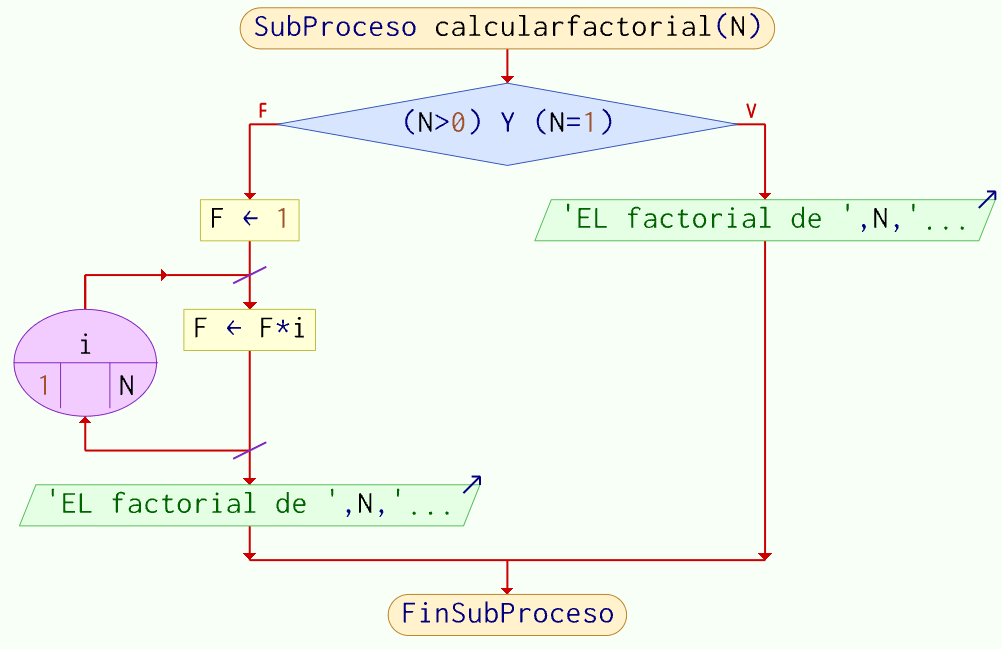 SubProceso calcularfactorial(N)
F
V
(N>0) Y (N=1)
F ← 1
'EL factorial de ',N,'...
F ← F*i
i
1
N
'EL factorial de ',N,'...
FinSubProceso